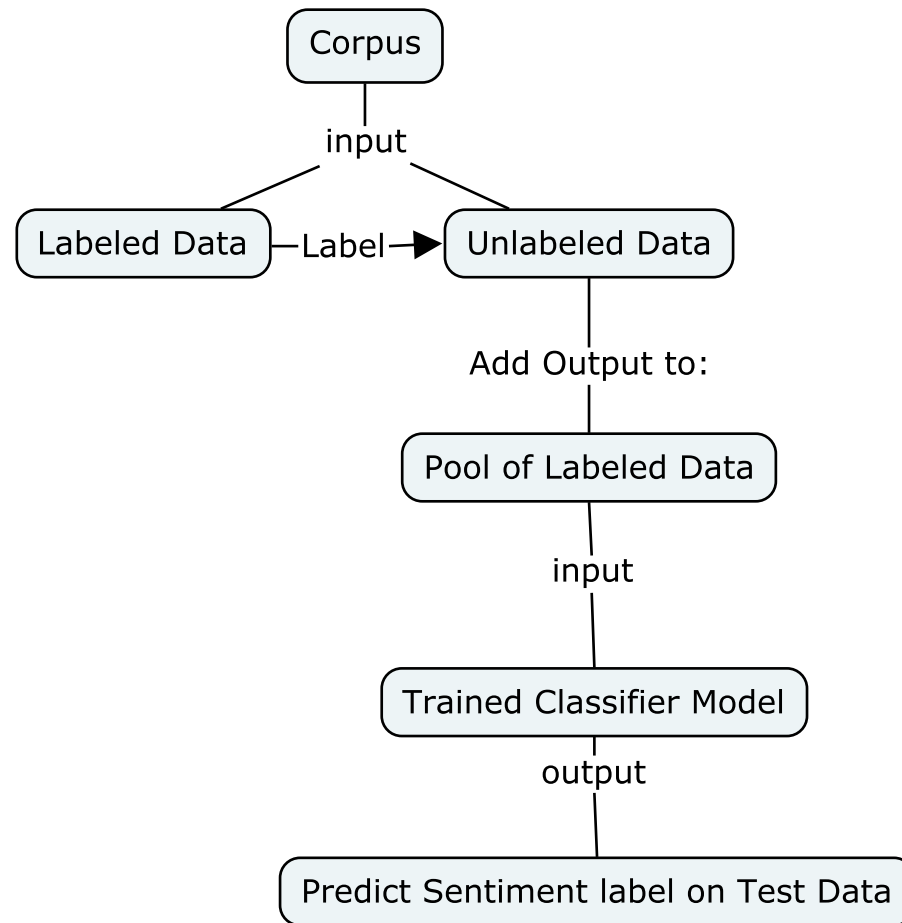 Corpus
input
Labeled Data
Label
Unlabeled Data
Add Output to:
Pool of Labeled Data
input
Trained Classifier Model
output
Predict Sentiment label on Test Data